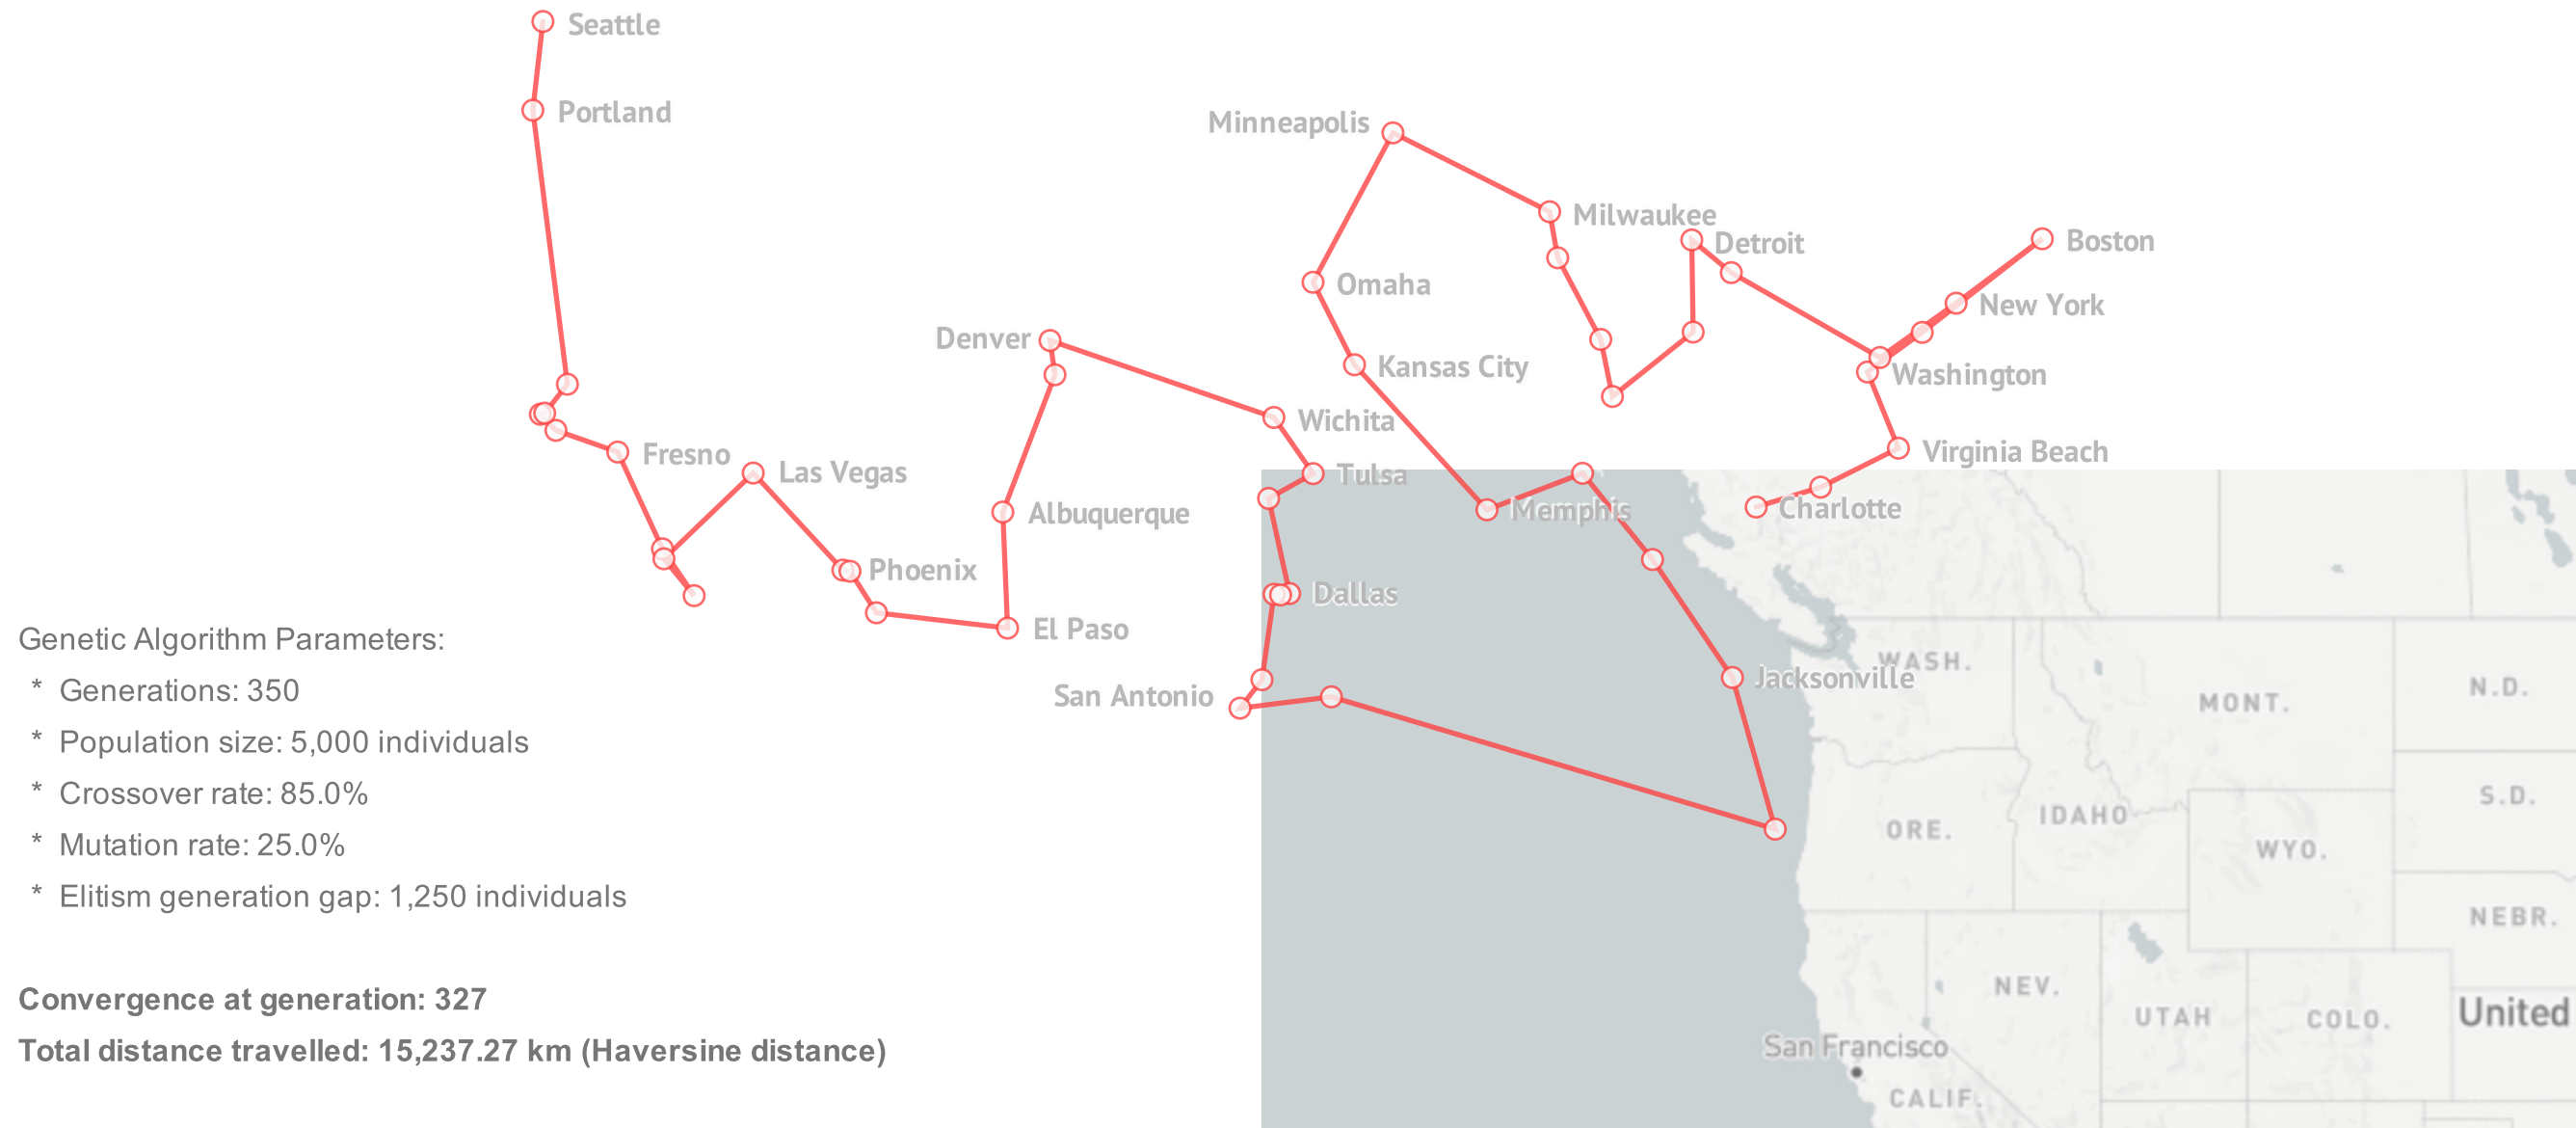 Seattle
Portland
Minneapolis
Milwaukee
Detroit
Boston
Omaha
New York
Denver
Kansas City
Washington
Wichita
Fresno
Las Vegas
Virginia Beach
Tulsa
Albuquerque
Memphis
Charlotte
Phoenix
Dallas
El Paso
Genetic Algorithm Parameters:
* Generations: 350
* Population size: 5,000 individuals
* Crossover rate: 85.0%
* Mutation rate: 25.0%
* Elitism generation gap: 1,250 individuals
Convergence at generation: 327
Total distance travelled: 15,237.27 km (Haversine distance)
San Antonio
Jacksonville
WASH.
MONT.
N.D.
ORE.
IDAHO
S.D.
WYO.
NEBR.
NEV.
UTAH
COLO.
United
San Francisco
CALIF.